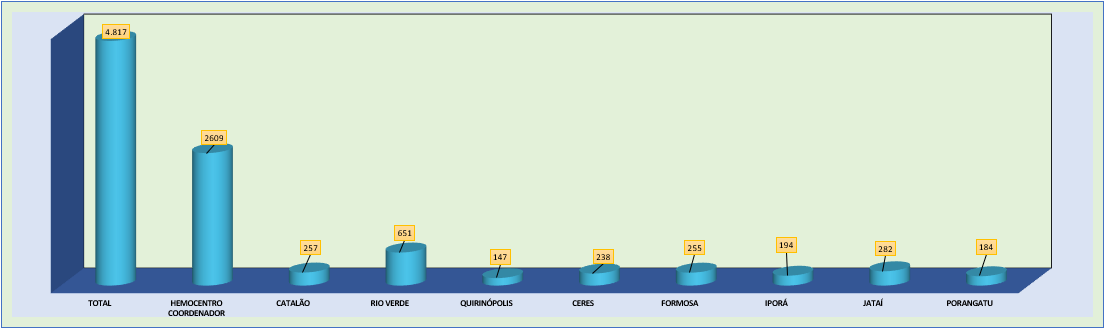 4.817
2609
257
651
147
238
255
194
282
184
TOTAL
HEMOCENTRO
COORDENADOR
CATALÃO
RIO VERDE
QUIRINÓPOLIS
CERES
FORMOSA
IPORÁ
JATAÍ
PORANGATU